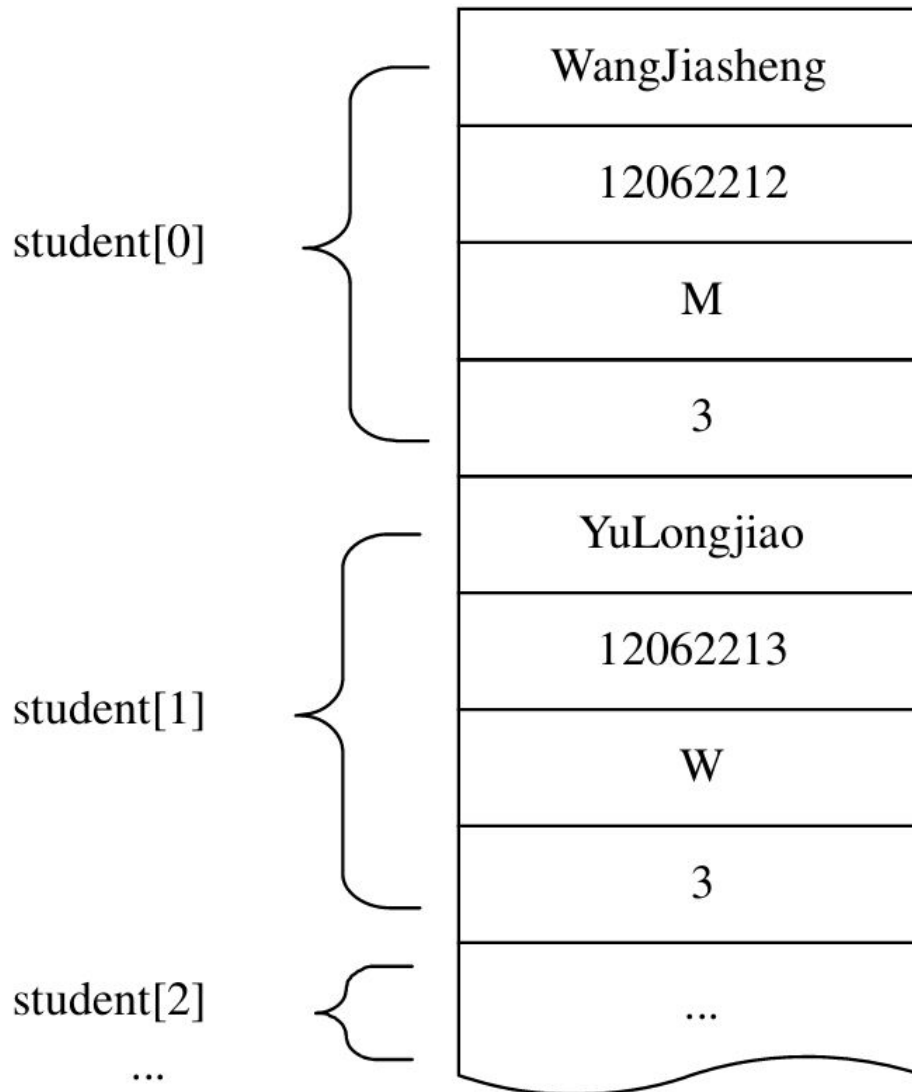 WangJiasheng
12062212
student[0]
M
3
YuLongjiao
12062213
student[1]
W
3
student[2]
...
...